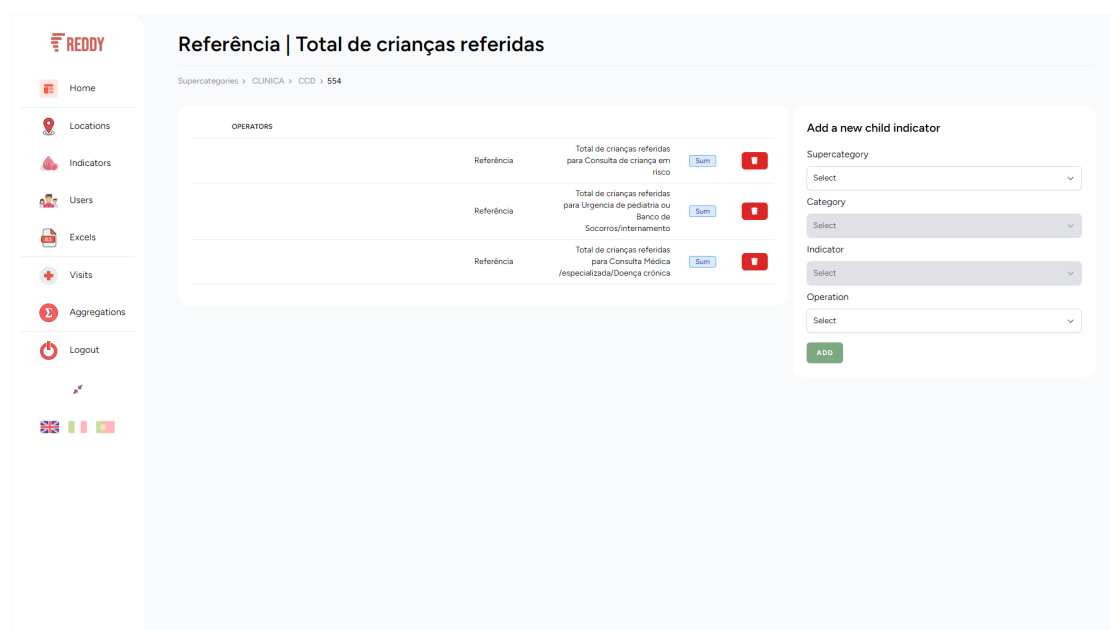 REDDY
Home
Locations
Indicators
Users
XLS
Excels
Visits
Σ
Aggregations
Logout
Referência | Total de crianças referidas
Supercategories > CLINICA > CCD > 554
OPERATORS
Referência
Total de crianças referidas
para Consulta de criança em
risco
Sum
Referência
Total de crianças referidas
para Urgencia de pediatria ou
Banco de
Socorros/internamento
Sum
Referência
Total de crianças referidas
para Consulta Médica
/especializada/Doença crónica
Sum
Add a new child indicator
Supercategory
Select
Category
Select
Indicator
Select
Operation
Select
ADD